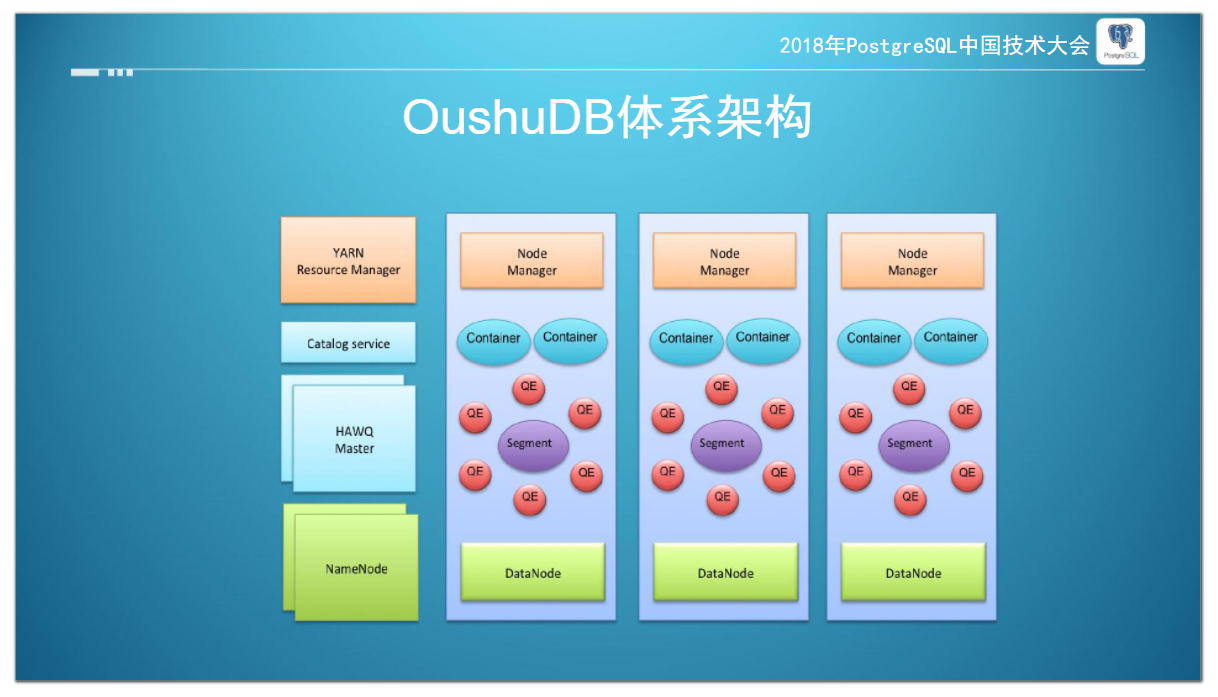 2018年PostgreSQL中国技术大会
PostgreSQL
OushuDB体系架构
YARN
Resource Manager
Catalog service
HAWQ
Master
NameNode
Node
Manager
Container
Container
QE
QE
QE
Segment
QE
QE
QE
DataNode
Node
Manager
Container
Container
QE
QE
QE
Segment
QE
QE
QE
DataNode
Node
Manager
Container
Container
QE
QE
QE
Segment
QE
QE
QE
DataNode